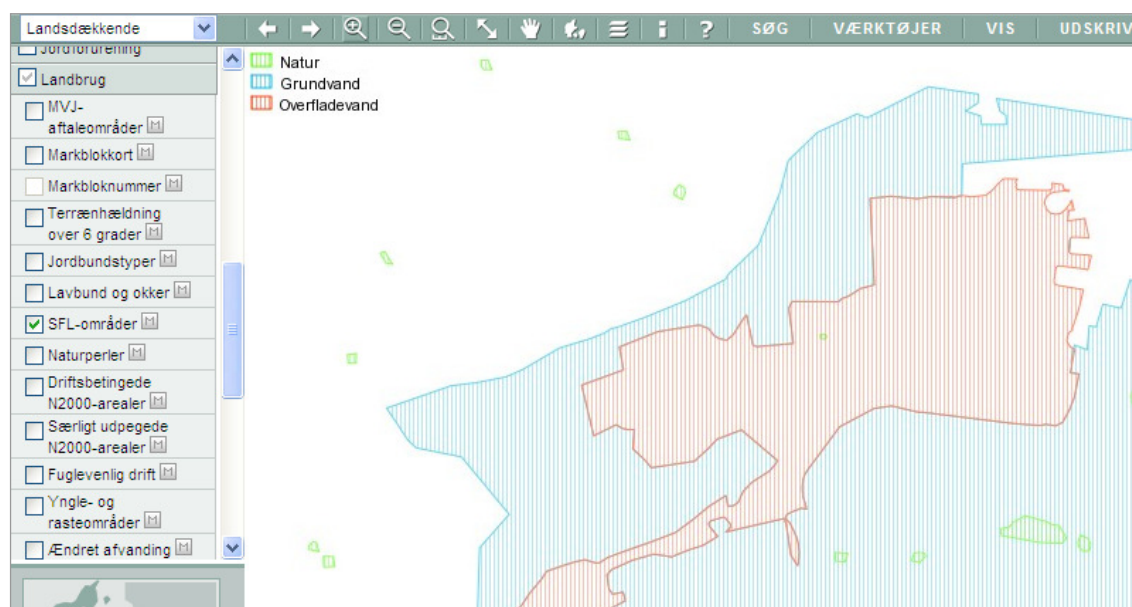 Landsdækkende
? SØG VÆRKTØJER VIS UDSKRIV
Jordforurening
Landbrug
MVJ-
aftaleområder M
Markblokkort M
Markbloknummer M
Terrænhældning
over 6 grader M
Jordbundstyper M
Lavbund og okker M
SFL-områder M
Naturperler M
Driftsbetingede
N2000-arealer M
Særligt udpegede
N2000-arealer M
Fuglevenlig drift M
Yngle- og
rasteområder M
Ændret afvanding M
Natur
Grundvand
Overfladevand